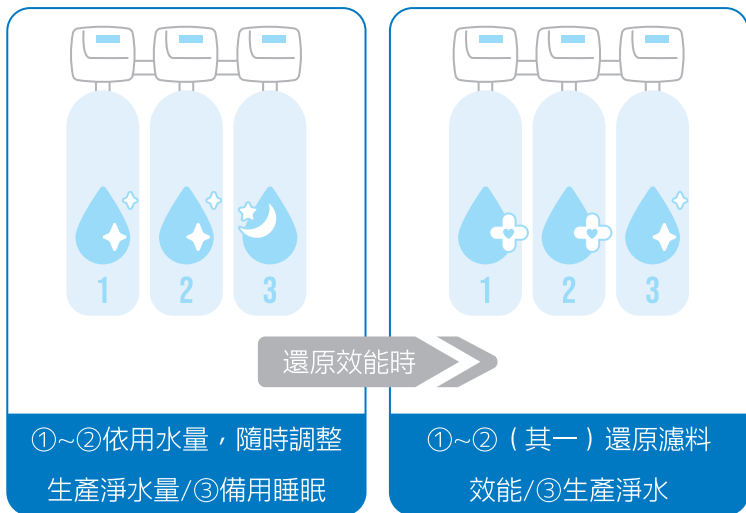 1 2 3
1 2 3
還原效能時
①~②依用水量，隨時調整
生產淨水量/③備用睡眠
①~②（其一）還原濾料
效能/③生產淨水